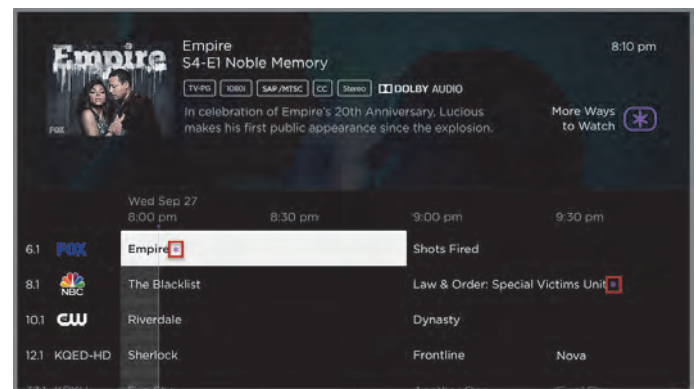 Empire
FOX
Empire
S4-E1 Noble Memory
TV-PG 1080i SAP/MTSC CC Stereo DOLBY AUDIO
In celebration of Empire's 20th Anniversary, Lucious
makes his first public appearance since the explosion.
8:10 pm
More Ways
to Watch
Wed Sep 27
8:00 pm 8:30 pm 9:00 pm 9:30 pm
6.1 FOX Empire Shots Fired
8.1 NBC The Blacklist Law & Order: Special Victims Unit
10.1 CW Riverdale Dynasty
12.1 KQED-HD Sherlock Frontline Nova